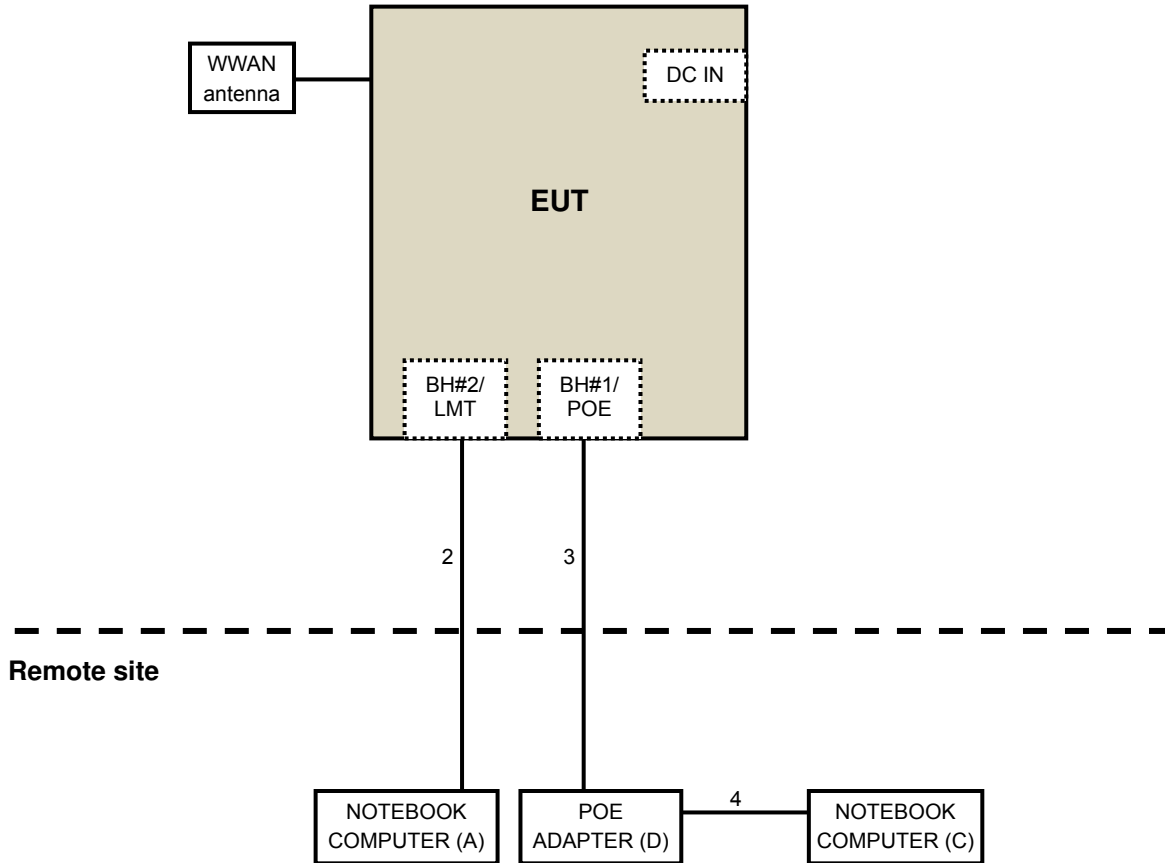 WWAN
antenna
DC IN
EUT
BH#2/
LMT
BH#1/
POE
2
3
Remote site
NOTEBOOK
COMPUTER (A)
POE
ADAPTER (D)
4
NOTEBOOK
COMPUTER (C)